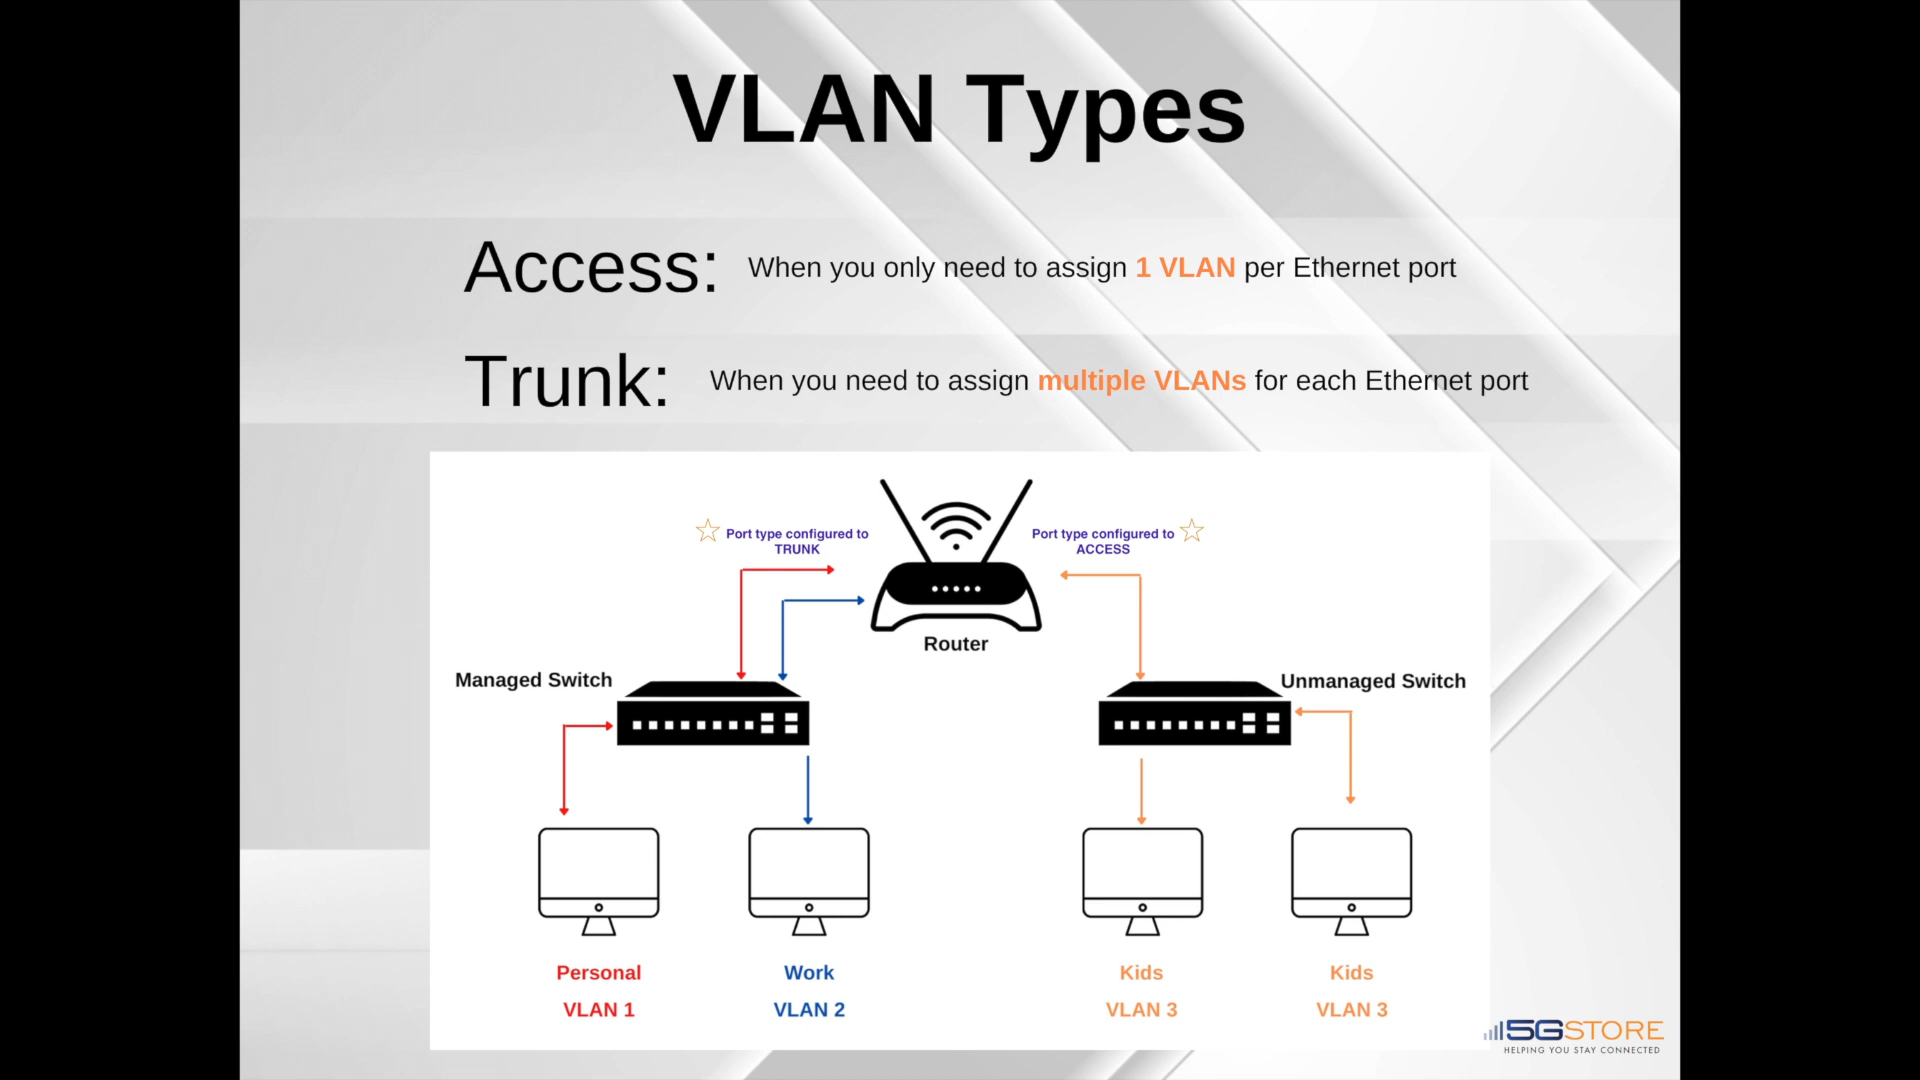 VLAN Types
Access: When you only need to assign 1 VLAN per Ethernet port
Trunk: When you need to assign multiple VLANs for each Ethernet port
Port type configured to
TRUNK
Port type configured to
ACCESS
Router
Managed Switch
Unmanaged Switch
Personal
VLAN 1
Work
VLAN 2
Kids
VLAN 3
Kids
VLAN 3
5GSTORE
HELPING YOU STAY CONNECTED